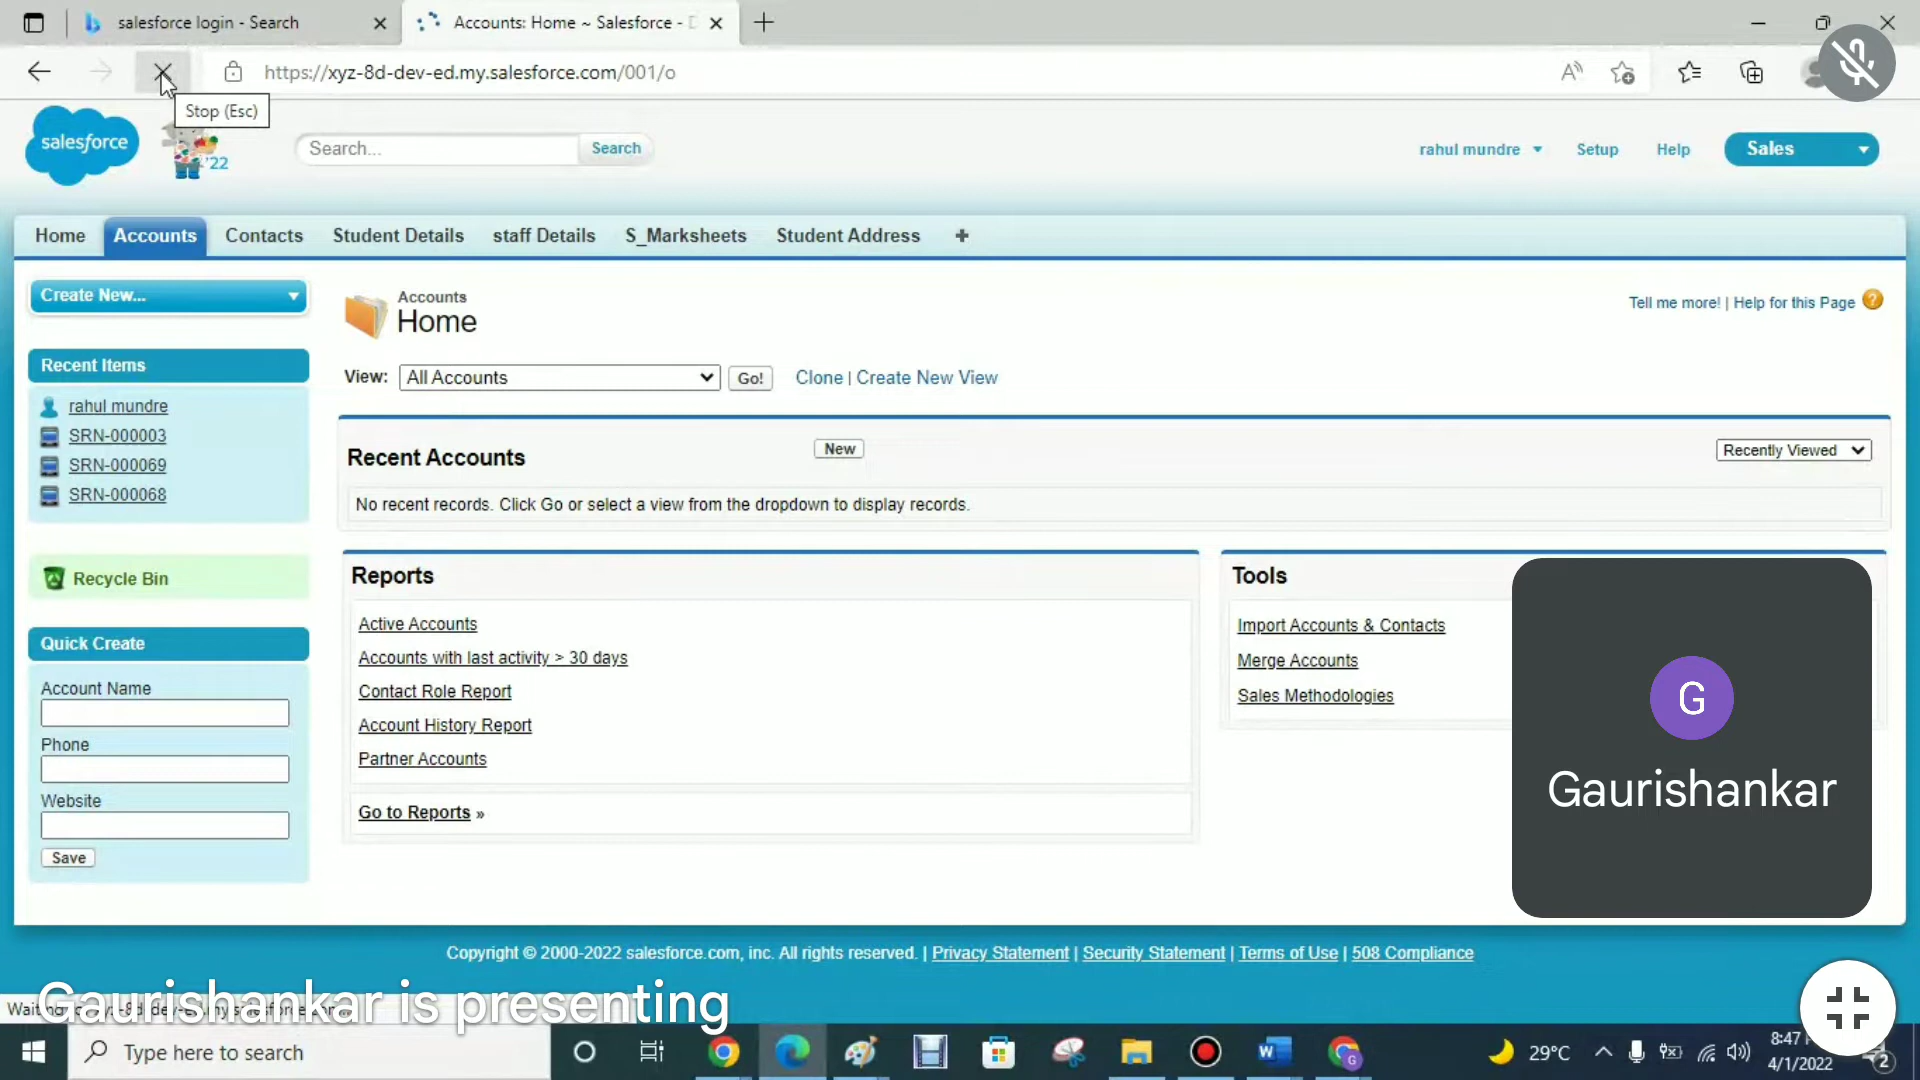 salesforce login - Search
Accounts: Home ~ Salesforce - D
https://xyz-8d-dev-ed.my.salesforce.com/001/o
Stop (Esc)
salesforce
'22
Search...
Search
rahul mundre
Setup
Help
Sales
Home
Accounts
Contacts
Student Details
staff Details
S_Marksheets
Student Address
Create New...
Accounts
Home
Tell me more! | Help for this Page
View: All Accounts Go! Clone | Create New View
Recent Items
rahul mundre
SRN-000003
SRN-000069
SRN-000068
Recent Accounts
New
Recently Viewed
No recent records. Click Go or select a view from the dropdown to display records.
Recycle Bin
Quick Create
Account Name
Phone
Website
Save
Reports
Active Accounts
Accounts with last activity > 30 days
Contact Role Report
Account History Report
Partner Accounts
Go to Reports »
Tools
Import Accounts & Contacts
Merge Accounts
Sales Methodologies
G
Gaurishankar
Copyright © 2000-2022 salesforce.com, inc. All rights reserved. | Privacy Statement | Security Statement | Terms of Use | 508 Compliance
Gaurishankar is presenting
Type here to search
29°C
8:47
4/1/2022
2